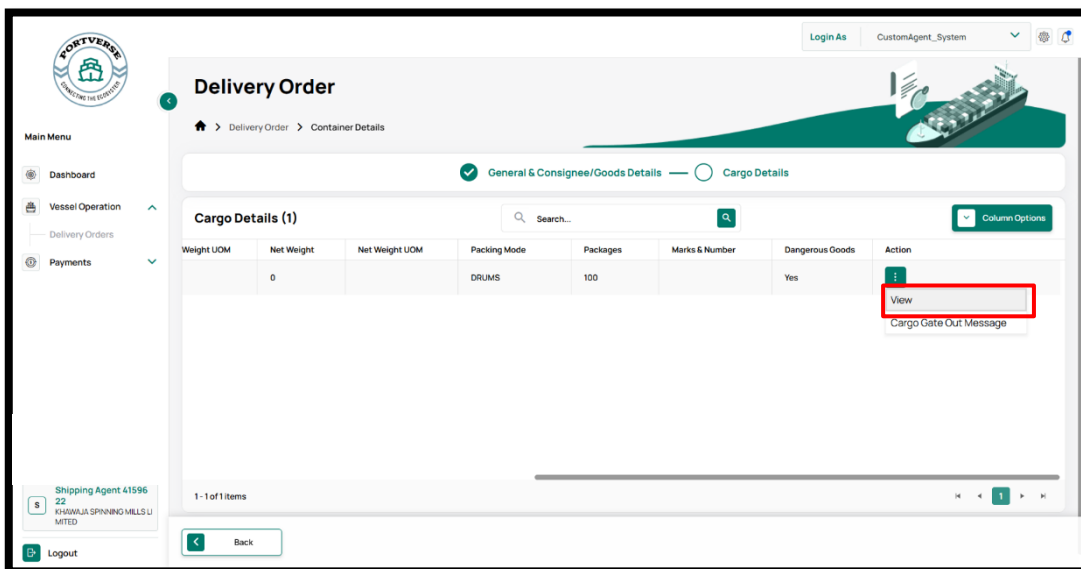 PORTVERSE
CONNECTING THE ECOSYSTEM
Login As
CustomAgent_System
Delivery Order
Delivery Order > Container Details
Main Menu
Dashboard
Vessel Operation
Delivery Orders
Payments
General & Consignee/Goods Details
Cargo Details
Cargo Details (1)
Search...
Column Options
Weight UOM Net Weight Net Weight UOM Packing Mode Packages Marks & Number Dangerous Goods Action
0 DRUMS 100 Yes
View
Cargo Gate Out Message
1 - 1 of 1 items
1
S
Shipping Agent 41596
22
KHAWAJA SPINNING MILLS LI
MITED
Back
Logout